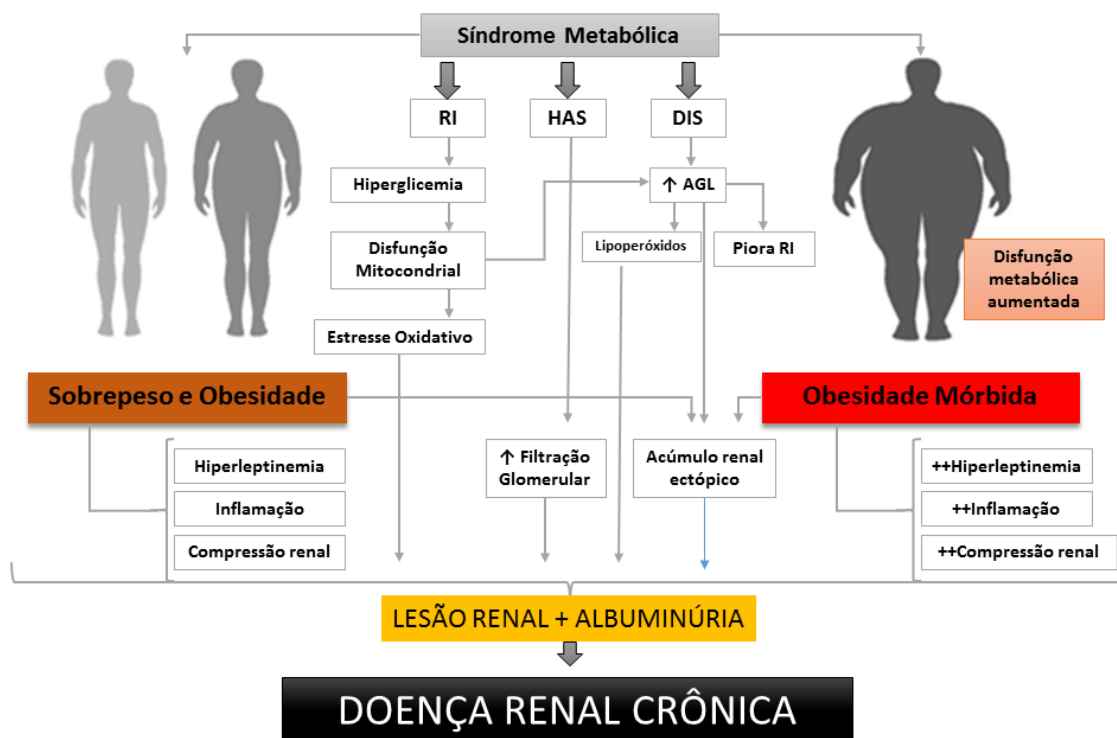 Síndrome Metabólica
RI
HAS
DIS
Hiperglicemia
↑ AGL
Disfunção
Mitocondrial
Lipoperóxidos
Piora RI
Disfunção
metabólica
aumentada
Estresse Oxidativo
Sobrepeso e Obesidade
Obesidade Mórbida
Hiperleptinemia
Inflamação
Compressão renal
↑ Filtração
Glomerular
Acúmulo renal
ectópico
++Hiperleptinemia
++Inflamação
++Compressão renal
LESÃO RENAL + ALBUMINÚRIA
DOENÇA RENAL CRÔNICA